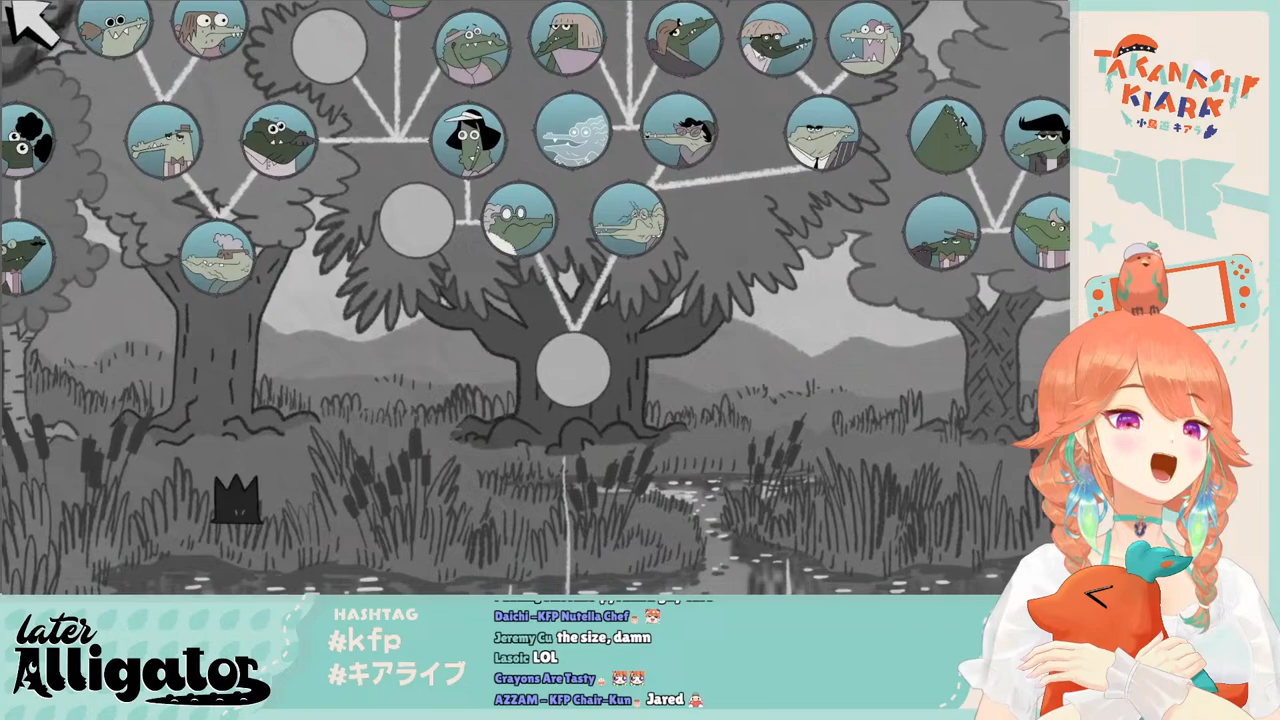 TAKANASHI
KIARA
小鳥遊 キアラ
later
Alligator
HASHTAG
#kfp
#キアライブ
Daichi -KFP Nutella Chef
Jeremy Cu the size, damn
Lasoic LOL
Crayons Are Tasty
AZZAM - KFP Chair-Kun Jared